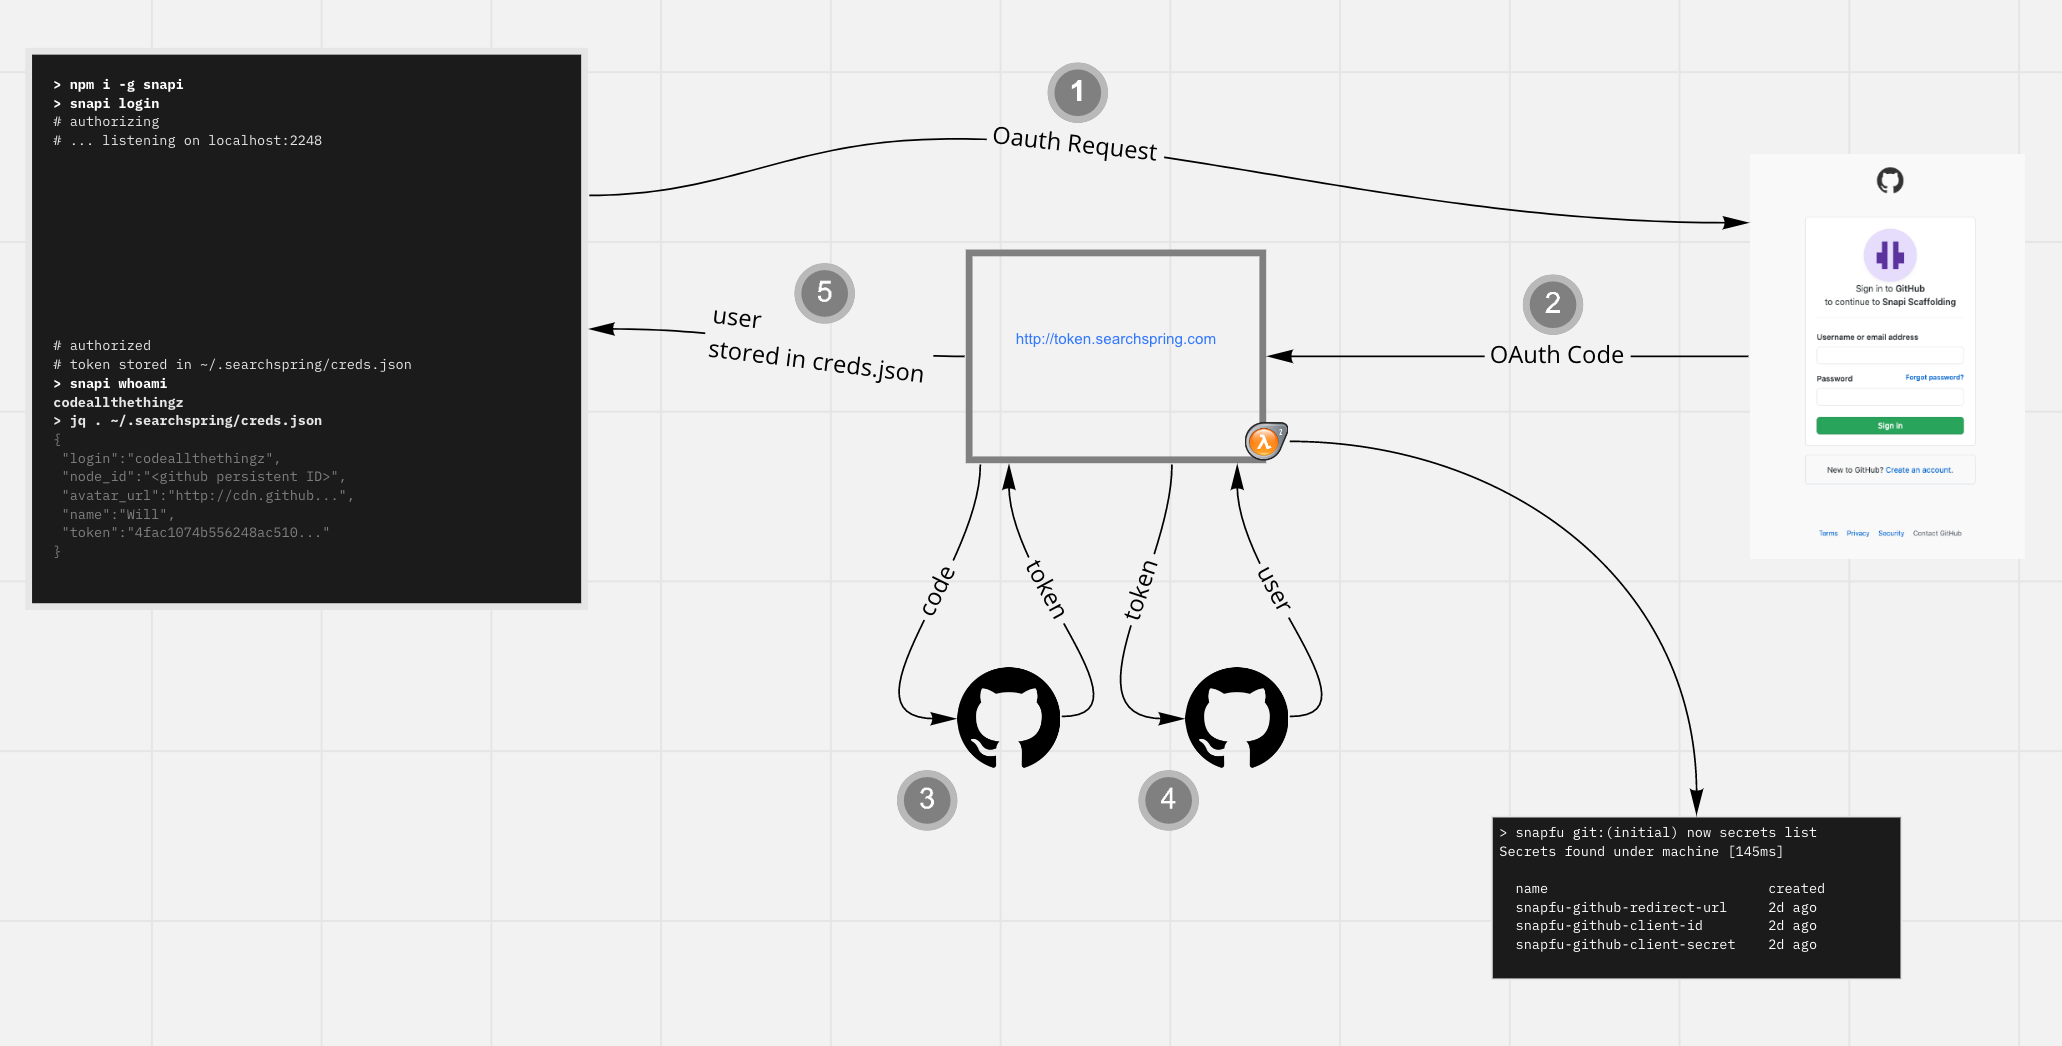 > npm i -g snapi
> snapi login
# authorizing
# ... listening on localhost:2248
# authorized
# token stored in ~/.searchspring/creds.json
> snapi whoami
codeallthethingz
> jq . ~/.searchspring/creds.json
{
"login":"codeallthethingz",
"node_id":"<github persistent ID>",
"avatar_url":"http://cdn.github...",
"name":"Will",
"token":"4fac1074b556248ac510..."
}
1
Oauth Request
5
user
stored in creds.json
http://token.searchspring.com
λ
2
2
OAuth Code
Sign in to GitHub
to continue to Snapi Scaffolding
Username or email address
Password Forgot password?
Sign in
New to GitHub? Create an account.
Terms Privacy Security Contact GitHub
code
token
token
user
3
4
> snapfu git:(initial) now secrets list
Secrets found under machine [145ms]
name created
snapfu-github-redirect-url 2d ago
snapfu-github-client-id 2d ago
snapfu-github-client-secret 2d ago